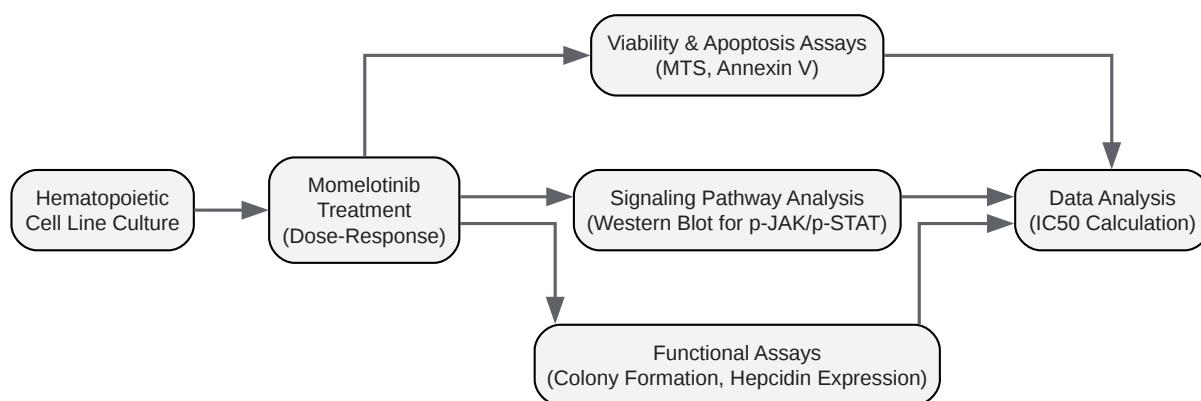 Viability & Apoptosis Assays
(MTS, Annexin V)
Hematopoietic
Cell Line Culture
Momelotinib
Treatment
(Dose-Response)
Signaling Pathway Analysis
(Western Blot for p-JAK/p-STAT)
Data Analysis
(IC50 Calculation)
Functional Assays
(Colony Formation, Hepcidin Expression)